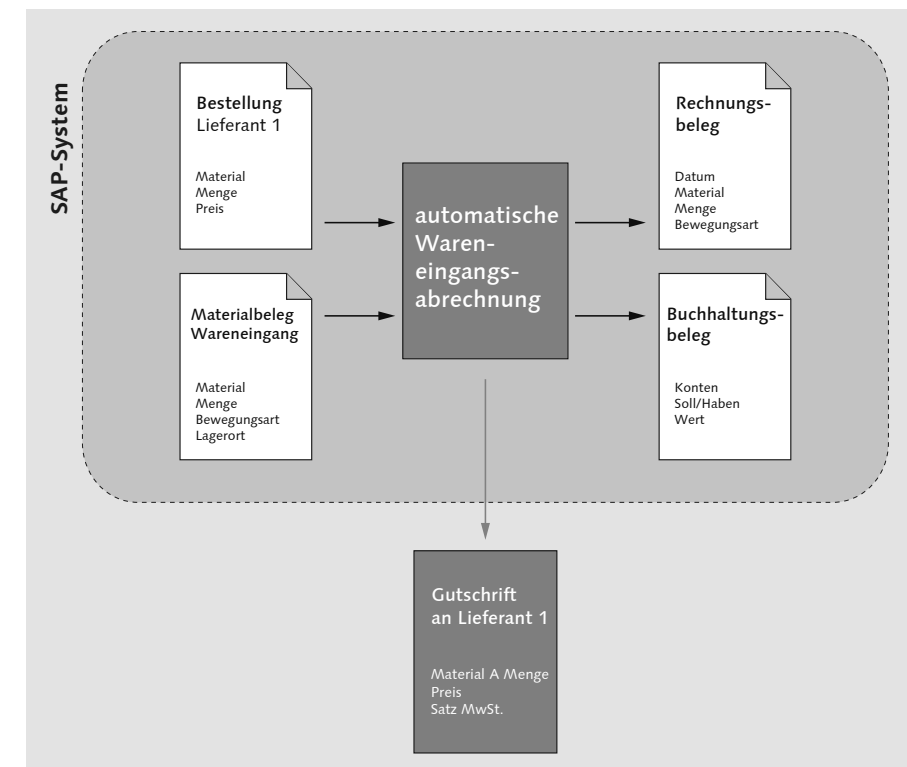 SAP-System
Bestellung
Lieferant 1
Material
Menge
Preis
Materialbeleg
Wareneingang
Material
Menge
Bewegungsart
Lagerort
automatische
Waren-
eingangs-
abrechnung
Rechnungs-
beleg
Datum
Material
Menge
Bewegungsart
Buchhaltungs-
beleg
Konten
Soll/Haben
Wert
Gutschrift
an Lieferant 1
Material A Menge
Preis
Satz MwSt.